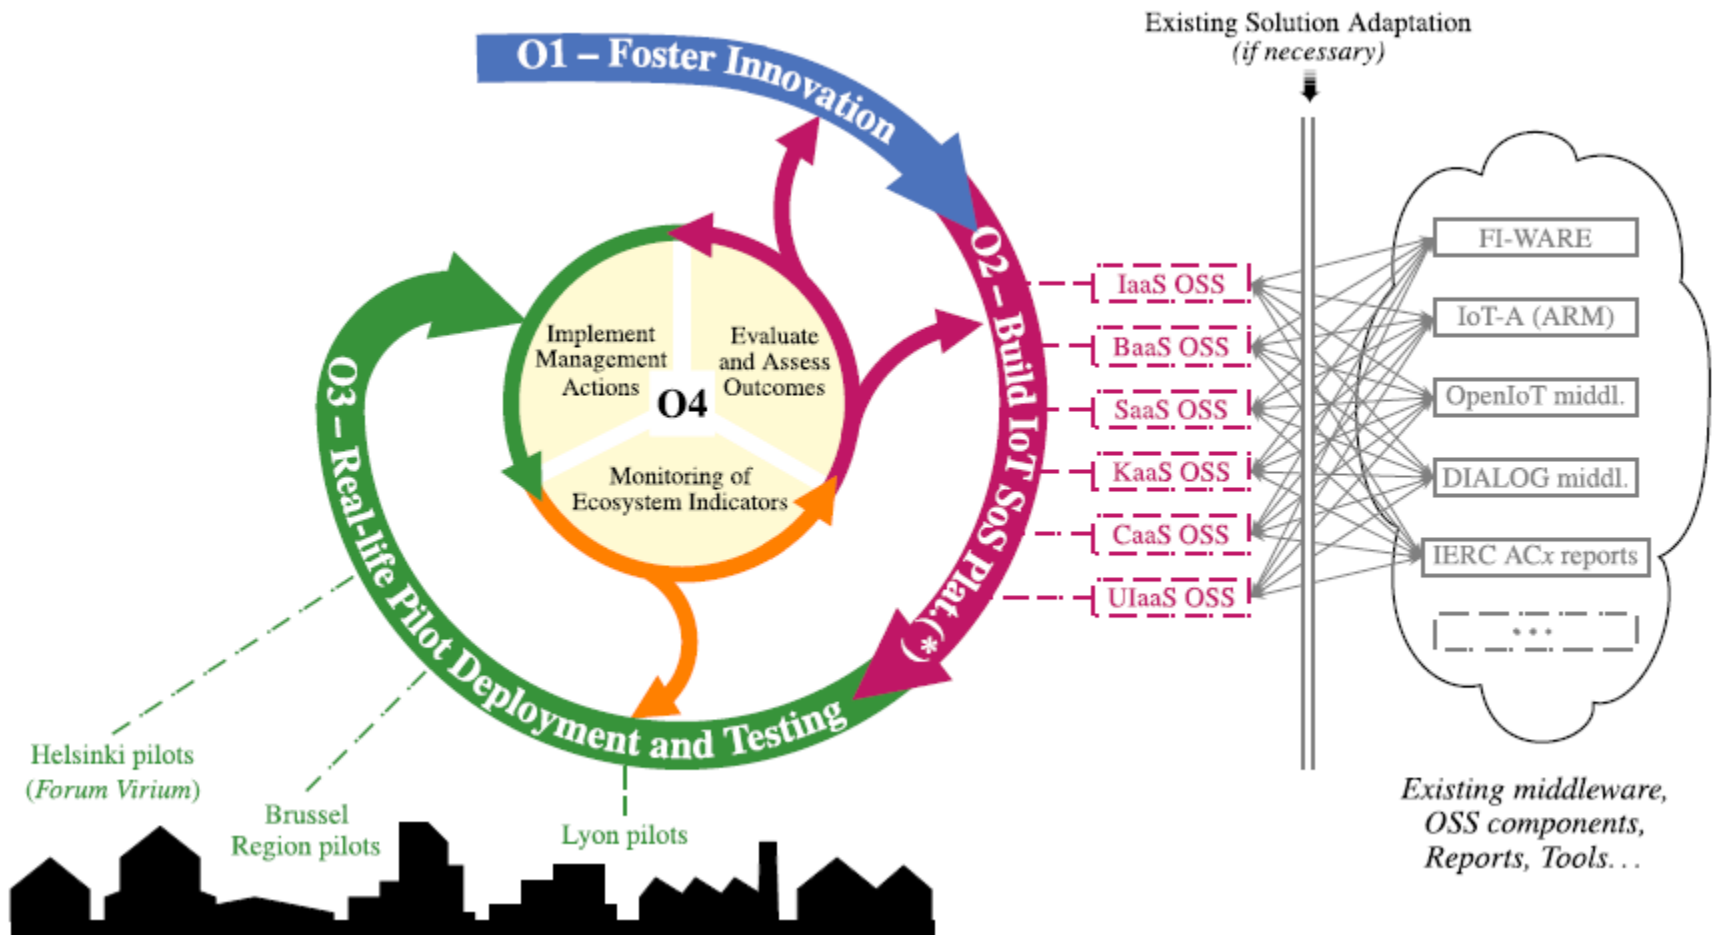 Existing Solution Adaptation
(if necessary)
O1 – Foster Innovation
O2 – Build IoT SoS Plat.(*)
O3 – Real-life Pilot Deployment and Testing
Implement
Management
Actions
Evaluate
and Assess
Outcomes
O4
Monitoring of
Ecosystem Indicators
IaaS OSS
BaaS OSS
SaaS OSS
KaaS OSS
CaaS OSS
UIaaS OSS
FI-WARE
IoT-A (ARM)
OpenIoT middl.
DIALOG middl.
IERC ACx reports
...
Existing middleware,
OSS components,
Reports, Tools...
Helsinki pilots
(Forum Virium)
Brussel
Region pilots
Lyon pilots